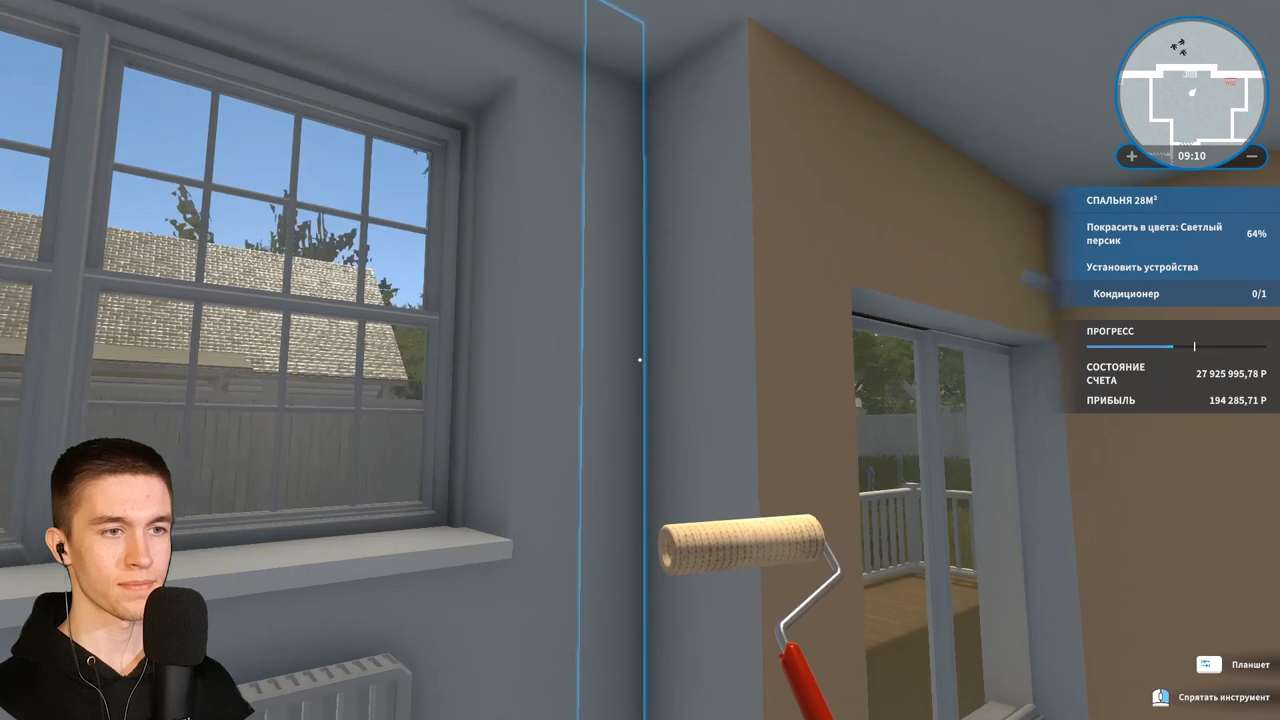 09:10
СПАЛЬНЯ 28М²
Покрасить в цвета: Светлый
персик
64%
Установить устройства
Кондиционер 0/1
ПРОГРЕСС
СОСТОЯНИЕ
СЧЕТА
27 925 995,78 Р
ПРИБЫЛЬ 194 285,71 Р
Планшет
Спрятать инструмент